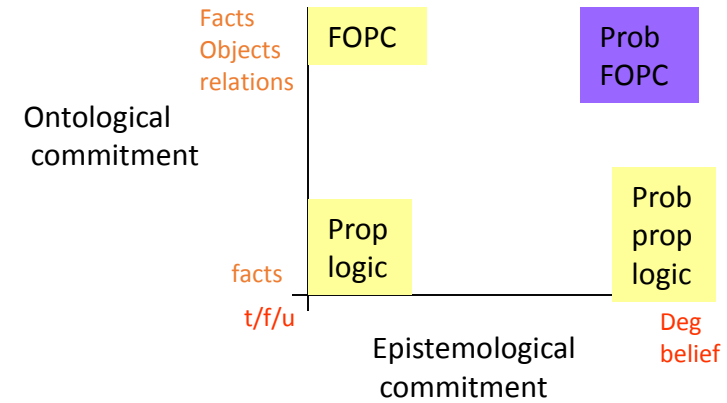 Facts
Objects
relations
FOPC
Prob
FOPC
Ontological
commitment
Prop
logic
Prob
prop
logic
facts
t/f/u
Deg
belief
Epistemological
commitment